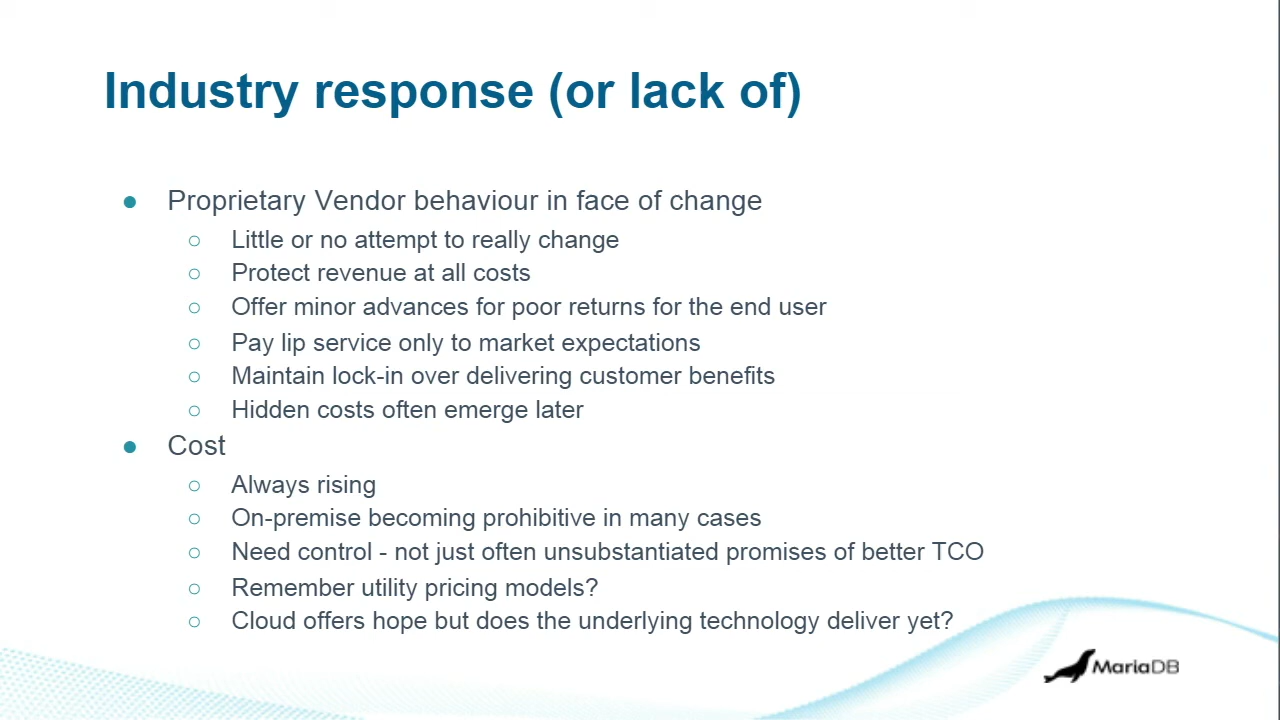 Industry response (or lack of)
● Proprietary Vendor behaviour in face of change
○ Little or no attempt to really change
○ Protect revenue at all costs
○ Offer minor advances for poor returns for the end user
○ Pay lip service only to market expectations
○ Maintain lock-in over delivering customer benefits
○ Hidden costs often emerge later
● Cost
○ Always rising
○ On-premise becoming prohibitive in many cases
○ Need control - not just often unsubstantiated promises of better TCO
○ Remember utility pricing models?
○ Cloud offers hope but does the underlying technology deliver yet?
MariaDB